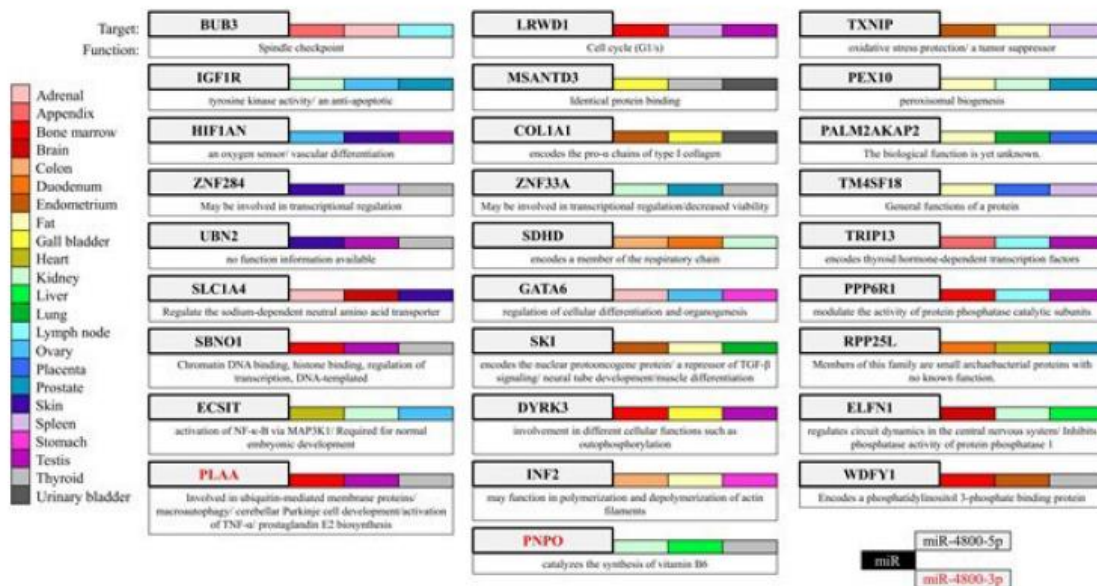 Target:
Function:
BUB3
Spindle checkpoint
LRWD1
Cell cycle (G1/s)
TXNIP
oxidative stress protection/ a tumor suppressor
IGF1R
tyrosine kinase activity/ an anti-apoptotic
MSANTD3
Identical protein binding
PEX10
peroxisomal biogenesis
HIF1AN
an oxygen sensor/ vascular differentiation
COL1A1
encodes the pro-α chains of type I collagen
PALM2AKAP2
The biological function is yet unknown.
ZNF284
May be involved in transcriptional regulation
ZNF33A
May be involved in transcriptional regulation/decreased viability
TM4SF18
General functions of a protein
UBN2
no function information available
SDHD
encodes a member of the respiratory chain
TRIP13
encodes thyroid hormone-dependent transcription factors
SLC1A4
Regulate the sodium-dependent neutral amino acid transporter
GATA6
regulation of cellular differentiation and organogenesis
PPP6R1
modulate the activity of protein phosphatase catalytic subunits
SBNO1
Chromatin DNA binding, histone binding, regulation of
transcription, DNA-templated
SKI
encodes the nuclear protooncogene protein/ a repressor of TGF-β
signaling/ neural tube development/muscle differentiation
RPP25L
Members of this family are small archaebacterial proteins with
no known function.
ECSIT
activation of NF-κ-B via MAP3K1/ Required for normal
embryonic development
DYRK3
involvement in different cellular functions such as
outophosphorylation
ELFN1
regulates circuit dynamics in the central nervous system/ Inhibits
phosphatase activity of protein phosphatase 1
PLAA
Involved in ubiquitin-mediated membrane proteins/
macroautophagy/ cerebellar Purkinje cell development/activation
of TNF-α/ prostaglandin E2 biosynthesis
INF2
may function in polymerization and depolymerization of actin
filaments
WDFY1
Encodes a phosphatidylinositol 3-phosphate binding protein
PNPO
catalyzes the synthesis of vitamin B6
Adrenal
Appendix
Bone marrow
Brain
Colon
Duodenum
Endometrium
Fat
Gall bladder
Heart
Kidney
Liver
Lung
Lymph node
Ovary
Placenta
Prostate
Skin
Spleen
Stomach
Testis
Thyroid
Urinary bladder
miR
miR-4800-5p
miR-4800-3p